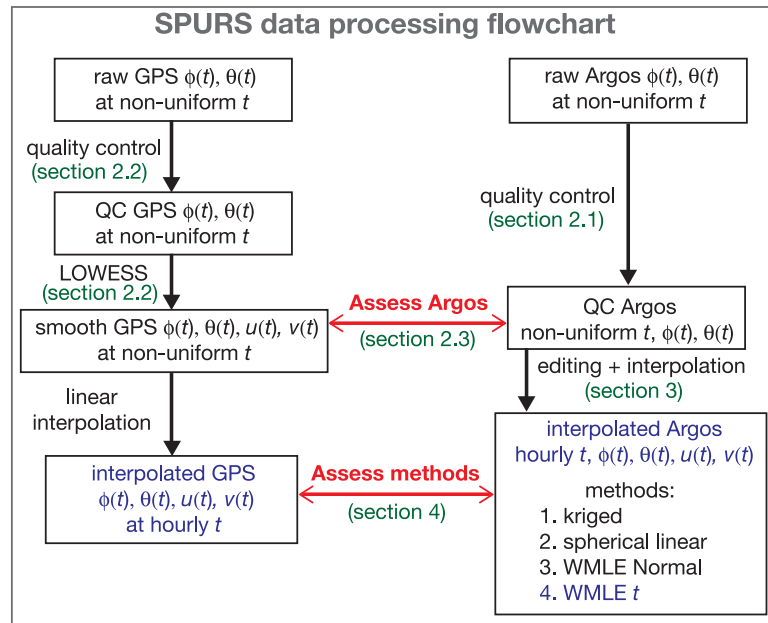 SPURS data processing flowchart
raw GPS ϕ(t), θ(t)
at non-uniform t
quality control
(section 2.2)
QC GPS ϕ(t), θ(t)
at non-uniform t
LOWESS
(section 2.2)
smooth GPS ϕ(t), θ(t), u(t), v(t)
at non-uniform t
linear
interpolation
interpolated GPS
ϕ(t), θ(t), u(t), v(t)
at hourly t
Assess Argos
(section 2.3)
Assess methods
(section 4)
raw Argos ϕ(t), θ(t)
at non-uniform t
quality control
(section 2.1)
QC Argos
non-uniform t, ϕ(t), θ(t)
editing + interpolation
(section 3)
interpolated Argos
hourly t, ϕ(t), θ(t), u(t), v(t)
methods:
1. kriged
2. spherical linear
3. WMLE Normal
4. WMLE t